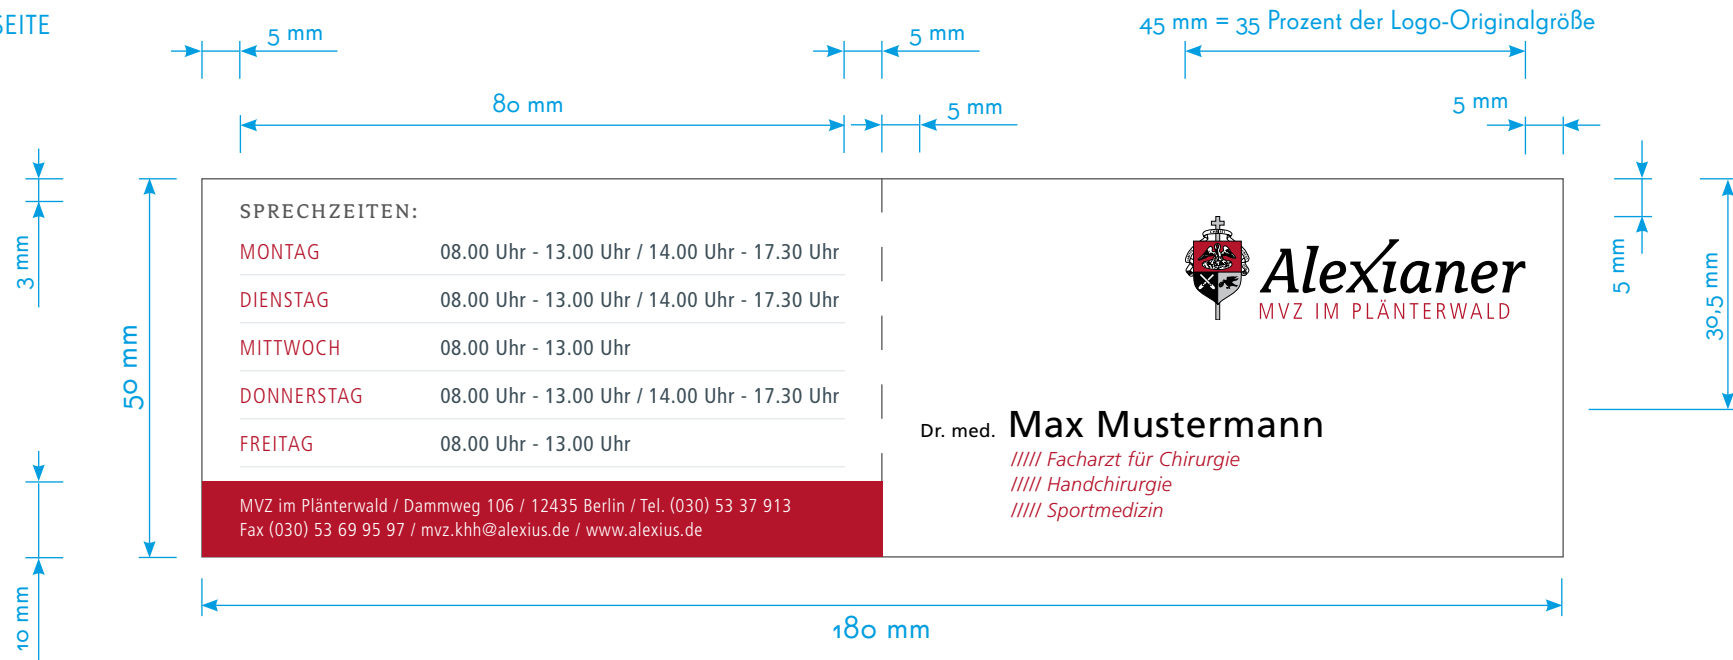 SEITE
5 mm
5 mm
45 mm = 35 Prozent der Logo-Originalgröße
80 mm
5 mm
5 mm
3 mm
50 mm
10 mm
SPRECHZEITEN:
MONTAG 08.00 Uhr - 13.00 Uhr / 14.00 Uhr - 17.30 Uhr
DIENSTAG 08.00 Uhr - 13.00 Uhr / 14.00 Uhr - 17.30 Uhr
MITTWOCH 08.00 Uhr - 13.00 Uhr
DONNERSTAG 08.00 Uhr - 13.00 Uhr / 14.00 Uhr - 17.30 Uhr
FREITAG 08.00 Uhr - 13.00 Uhr
MVZ im Plänterwald / Dammweg 106 / 12435 Berlin / Tel. (030) 53 37 913
Fax (030) 53 69 95 97 / mvz.khh@alexius.de / www.alexius.de
Alexianer
MVZ IM PLÄNTERWALD
Dr. med. Max Mustermann
///// Facharzt für Chirurgie
///// Handchirurgie
///// Sportmedizin
5 mm
30,5 mm
180 mm